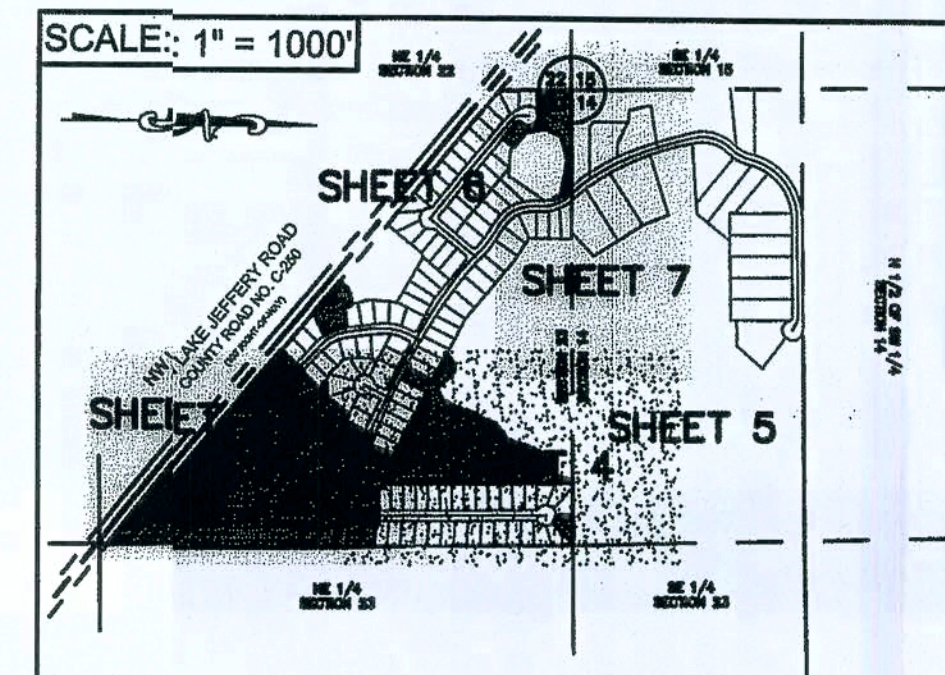 SCALE:: 1" = 1000'
NE 1/4
SECTION 22
SE 1/4
SECTION 15
22 15
14
SHEET 6
NW LAKE JEFFERY ROAD
COUNTY ROAD NO. C-250
SHEET 7
N 1/2 OF SW 1/4
SECTION 14
SHEET
SHEET 5
4
NE 1/4
SECTION 23
SE 1/4
SECTION 23